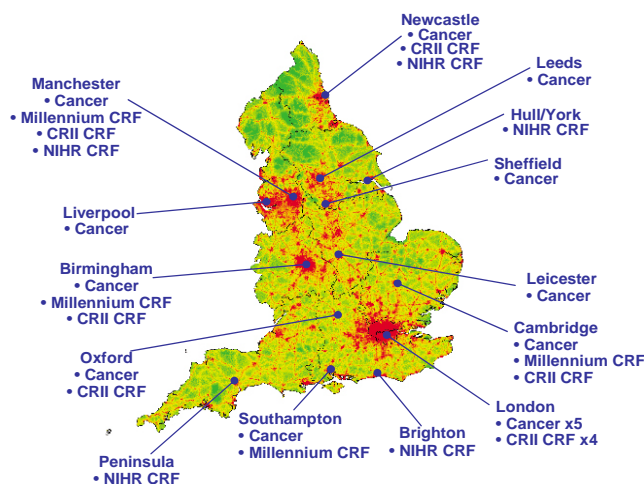 Newcastle
• Cancer
• CRII CRF
• NIHR CRF
Leeds
• Cancer
Manchester
• Cancer
• Millennium CRF
• CRII CRF
• NIHR CRF
Hull/York
• NIHR CRF
Sheffield
• Cancer
Liverpool
• Cancer
Birmingham
• Cancer
• Millennium CRF
• CRII CRF
Leicester
• Cancer
Cambridge
• Cancer
• Millennium CRF
• CRII CRF
Oxford
• Cancer
• CRII CRF
London
• Cancer x5
• CRII CRF x4
Southampton
• Cancer
• Millennium CRF
Brighton
• NIHR CRF
Peninsula
• NIHR CRF